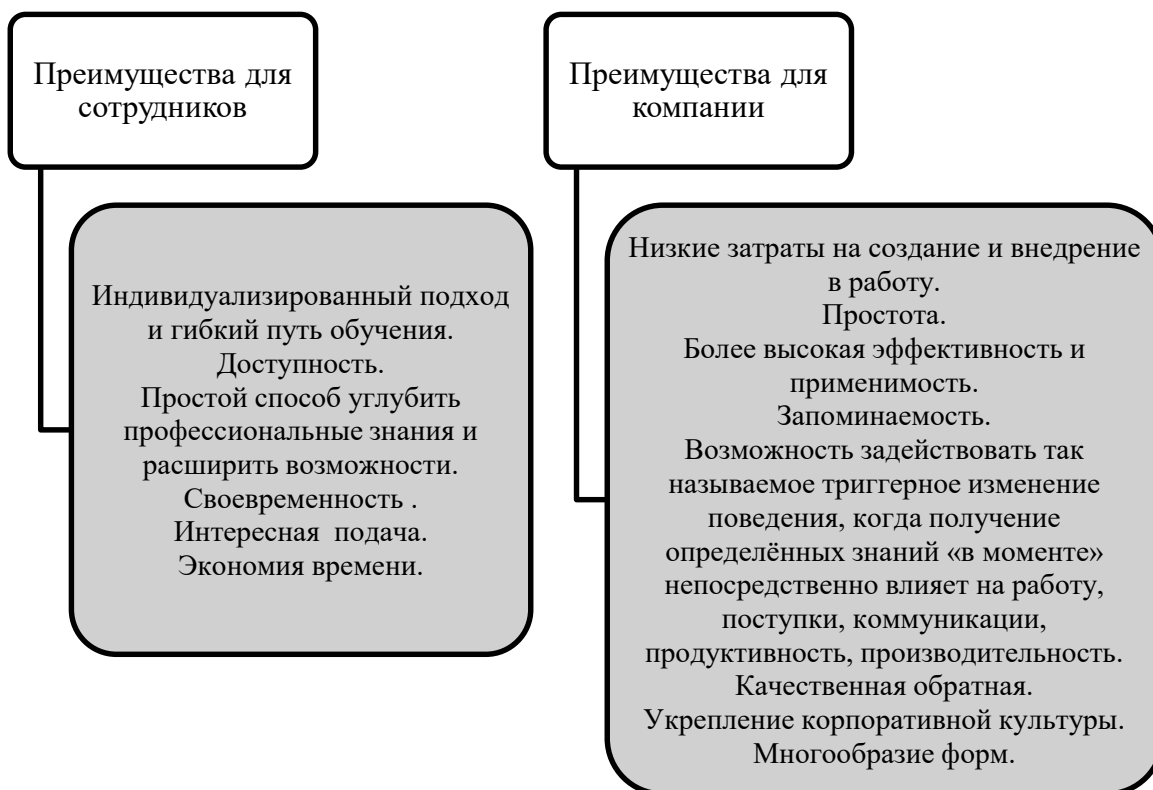 Преимущества для
сотрудников
Индивидуализированный подход
и гибкий путь обучения.
Доступность.
Простой способ углубить
профессиональные знания и
расширить возможности.
Своевременность .
Интересная  подача.
Экономия времени.
Преимущества для
компании
Низкие затраты на создание и внедрение
в работу.
Простота.
Более высокая эффективность и
применимость.
Запоминаемость.
Возможность задействовать так
называемое триггерное изменение
поведения, когда получение
определённых знаний «в моменте»
непосредственно влияет на работу,
поступки, коммуникации,
продуктивность, производительность.
Качественная обратная.
Укрепление корпоративной культуры.
Многообразие форм.